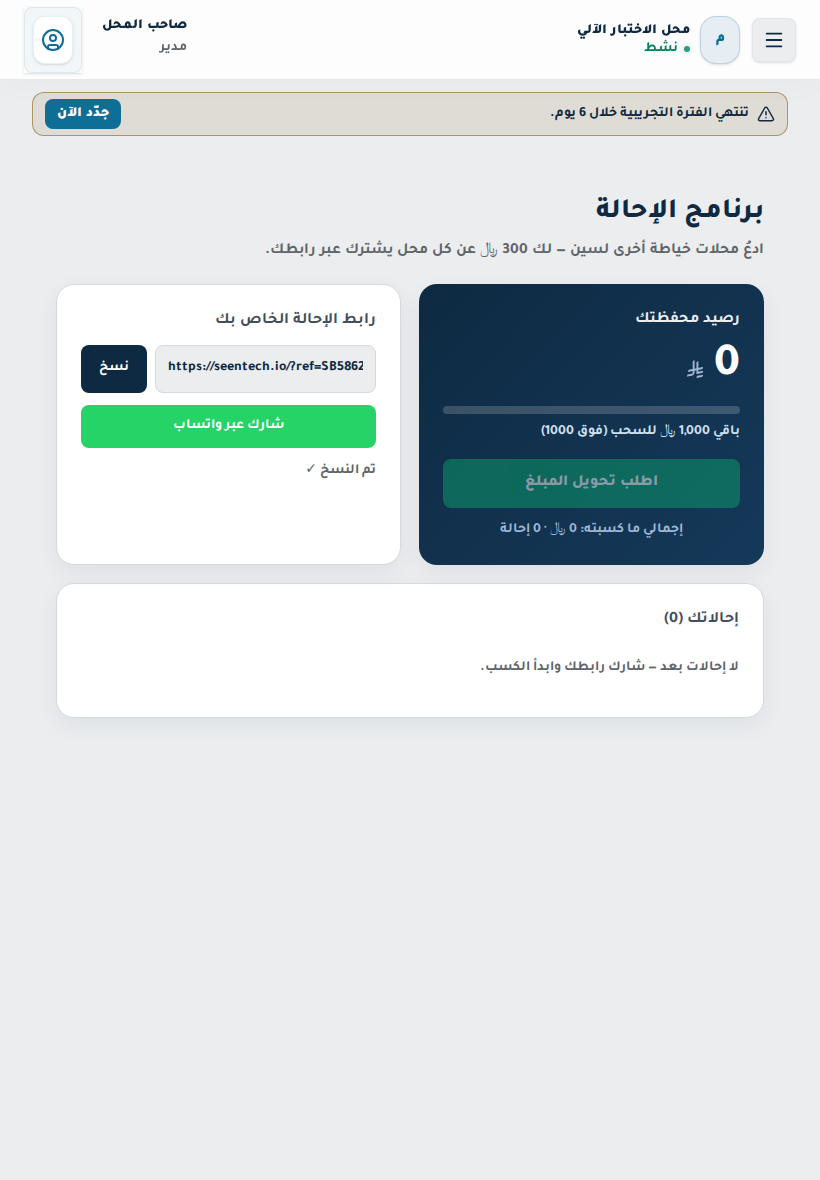 محل الاختبار الآلي
نشط
م
صاحب المحل
مدير
تنتهي الفترة التجريبية خلال 6 يوم.
جدّد الآن
برنامج الإحالة
ادعُ محلات خياطة أخرى لسين — لك 300 ﷼ عن كل محل يشترك عبر رابطك.
رصيد محفظتك
0
باقي 1,000 ﷼ للسحب (فوق 1000)
اطلب تحويل المبلغ
إجمالي ما كسبته: 0 ﷼ · 0 إحالة
رابط الإحالة الخاص بك
https://seentech.io/?ref=SB5862
نسخ
شارك عبر واتساب
تم النسخ ✓
إحالاتك (0)
لا إحالات بعد — شارك رابطك وابدأ الكسب.